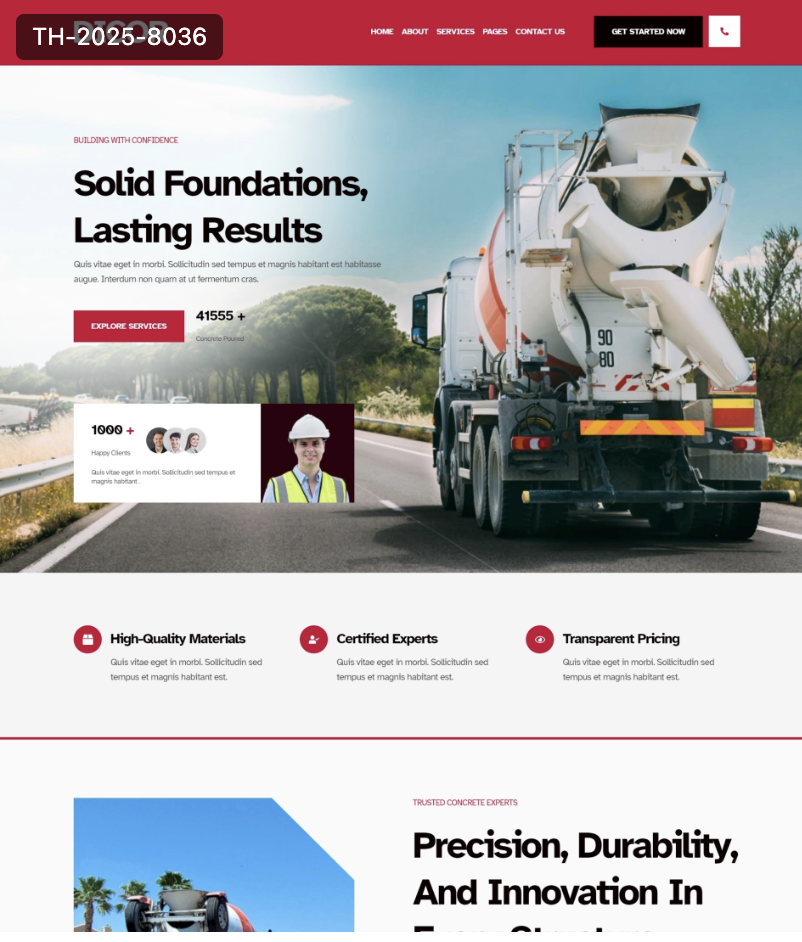 TH-2025-8036
HOME ABOUT SERVICES PAGES CONTACT US
GET STARTED NOW
BUILDING WITH CONFIDENCE
Solid Foundations,
Lasting Results
Quis vitae eget in morbi. Sollicitudin sed tempus et magnis habitant est habitasse
augue. Interdum non quam at ut fermentum cras.
EXPLORE SERVICES
41555 +
Concrete Poured
1000 +
Happy Clients
Quis vitae eget in morbi. Sollicitudin sed tempus et
magnis habitant .
90
80
High-Quality Materials
Quis vitae eget in morbi. Sollicitudin sed
tempus et magnis habitant est.
Certified Experts
Quis vitae eget in morbi. Sollicitudin sed
tempus et magnis habitant est.
Transparent Pricing
Quis vitae eget in morbi. Sollicitudin sed
tempus et magnis habitant est.
TRUSTED CONCRETE EXPERTS
Precision, Durability,
And Innovation In